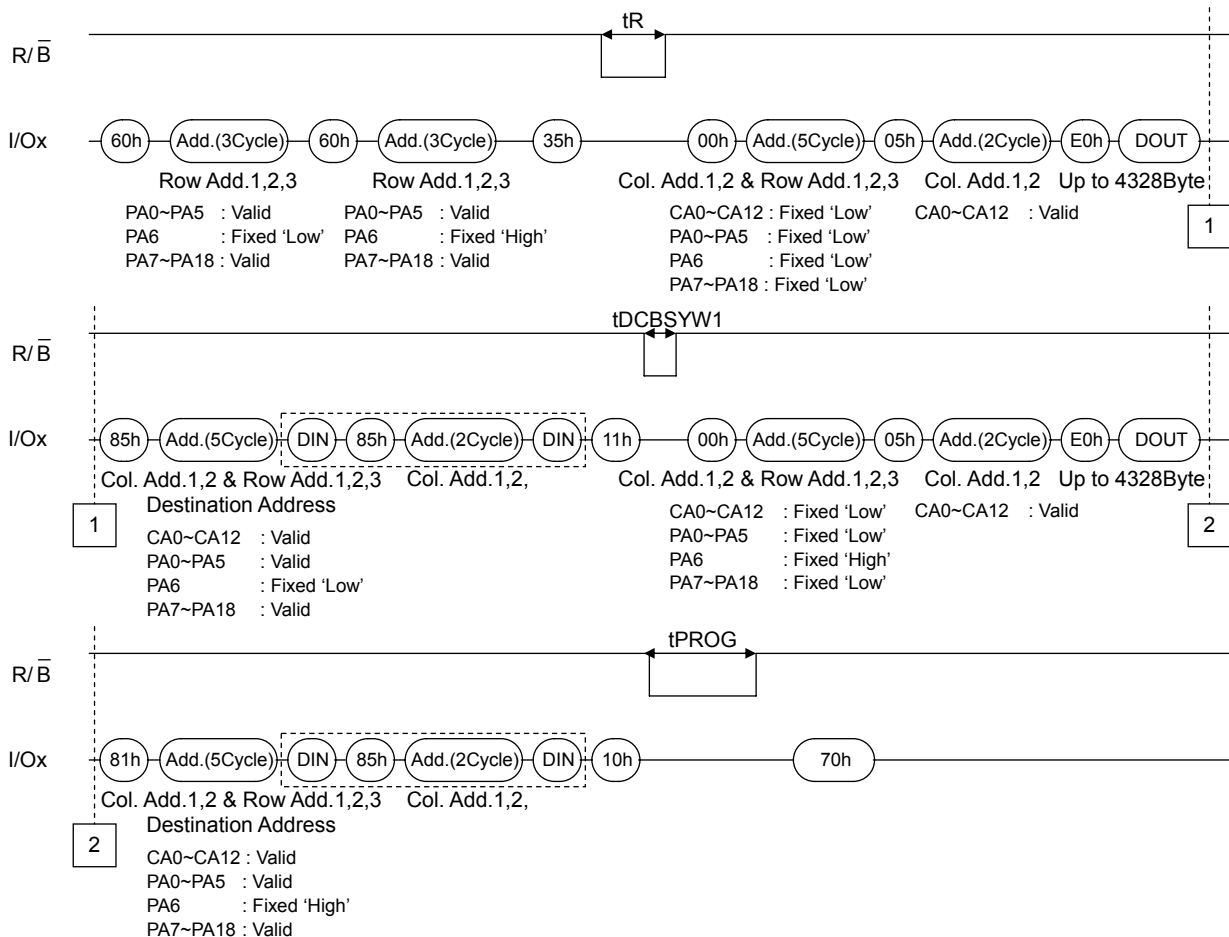 tR
R/B̅
I/Ox 60h Add.(3Cycle) 60h Add.(3Cycle) 35h 00h Add.(5Cycle) 05h Add.(2Cycle) E0h DOUT
Row Add.1,2,3 Row Add.1,2,3 Col. Add.1,2 & Row Add.1,2,3 Col. Add.1,2 Up to 4328Byte
PA0~PA5 : Valid PA0~PA5 : Valid CA0~CA12 : Fixed ‘Low’ CA0~CA12 : Valid
PA6 : Fixed ‘Low’ PA6 : Fixed ‘High’ PA0~PA5 : Fixed ‘Low’ 1
PA7~PA18 : Valid PA7~PA18 : Valid PA6 : Fixed ‘Low’
PA7~PA18 : Fixed ‘Low’
tDCBSYW1
R/B̅
I/Ox 85h Add.(5Cycle) DIN 85h Add.(2Cycle) DIN 11h 00h Add.(5Cycle) 05h Add.(2Cycle) E0h DOUT
Col. Add.1,2 & Row Add.1,2,3 Col. Add.1,2, Col. Add.1,2 & Row Add.1,2,3 Col. Add.1,2 Up to 4328Byte
1 Destination Address CA0~CA12 : Fixed ‘Low’ CA0~CA12 : Valid 2
CA0~CA12 : Valid PA0~PA5 : Fixed ‘Low’
PA0~PA5 : Valid PA6 : Fixed ‘High’
PA6 : Fixed ‘Low’ PA7~PA18 : Fixed ‘Low’
PA7~PA18 : Valid
tPROG
R/B̅
I/Ox 81h Add.(5Cycle) DIN 85h Add.(2Cycle) DIN 10h 70h
Col. Add.1,2 & Row Add.1,2,3 Col. Add.1,2,
2 Destination Address
CA0~CA12 : Valid
PA0~PA5 : Valid
PA6 : Fixed ‘High’
PA7~PA18 : Valid